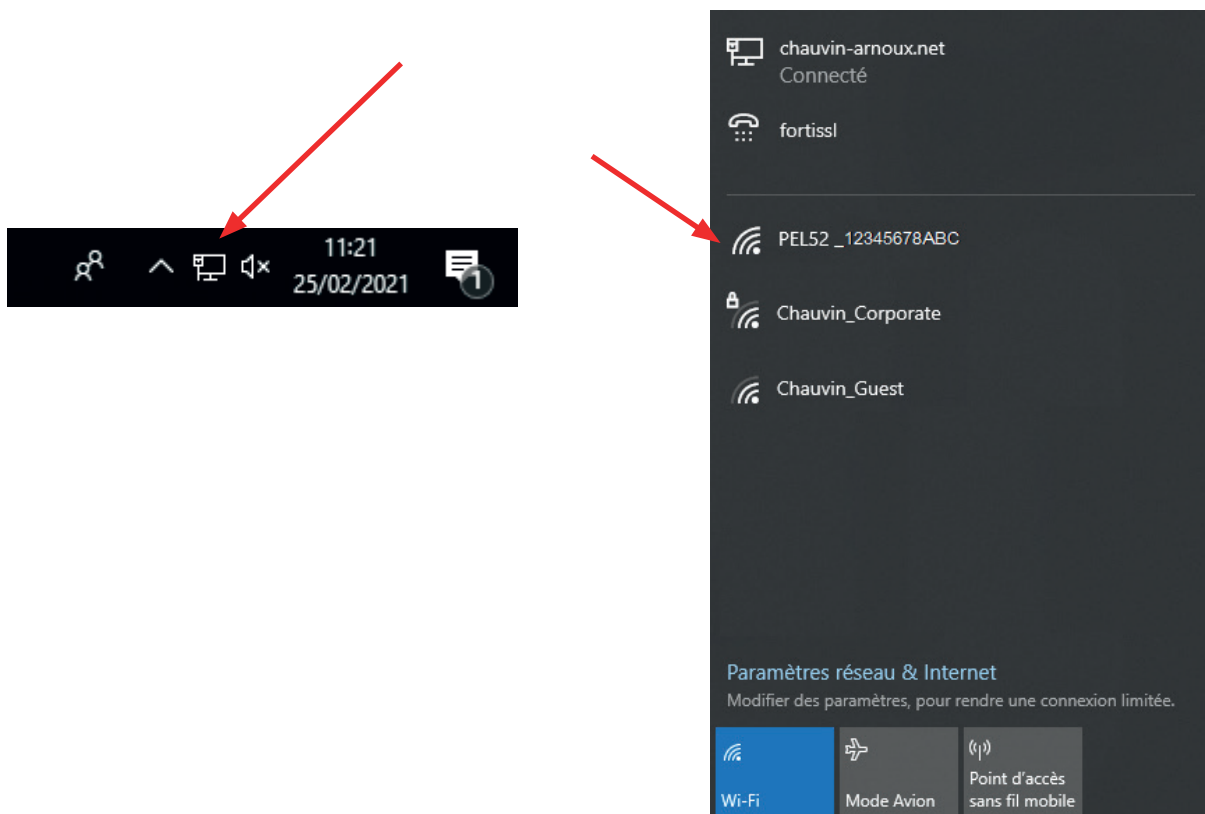 11:21
25/02/2021
1
chauvin-arnoux.net
Connecté
fortissl
PEL52 _12345678ABC
Chauvin_Corporate
Chauvin_Guest
Paramètres réseau & Internet
Modifier des paramètres, pour rendre une connexion limitée.
Wi-Fi
Mode Avion
Point d'accès
sans fil mobile